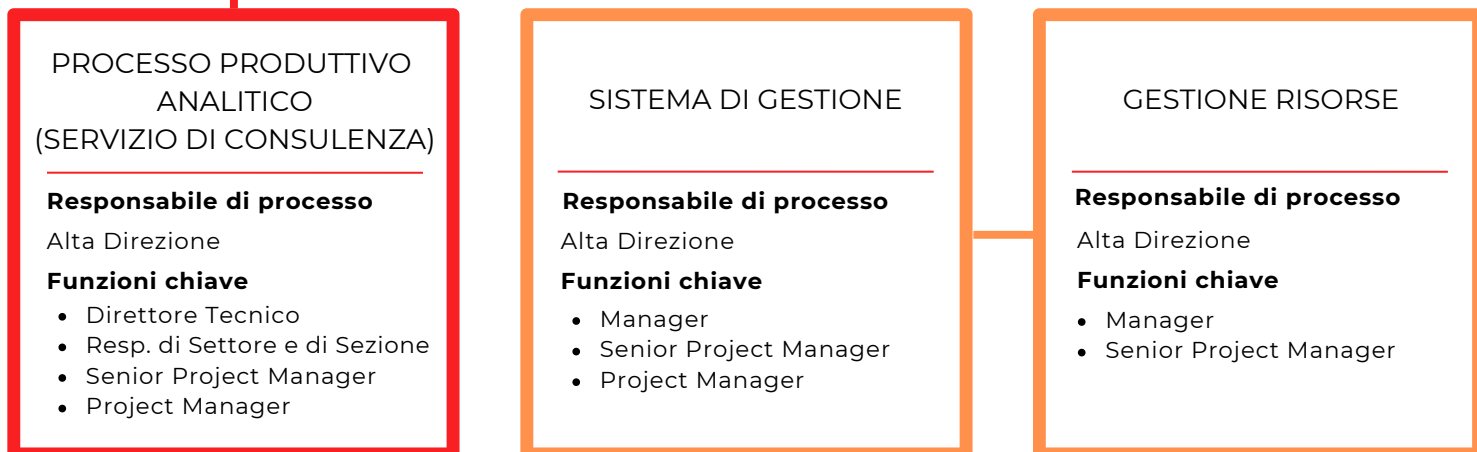 PROCESSO PRODUTTIVO
ANALITICO
(SERVIZIO DI CONSULENZA)
Responsabile di processo
Alta Direzione
Funzioni chiave
• Direttore Tecnico
• Resp. di Settore e di Sezione
• Senior Project Manager
• Project Manager
SISTEMA DI GESTIONE
Responsabile di processo
Alta Direzione
Funzioni chiave
• Manager
• Senior Project Manager
• Project Manager
GESTIONE RISORSE
Responsabile di processo
Alta Direzione
Funzioni chiave
• Manager
• Senior Project Manager